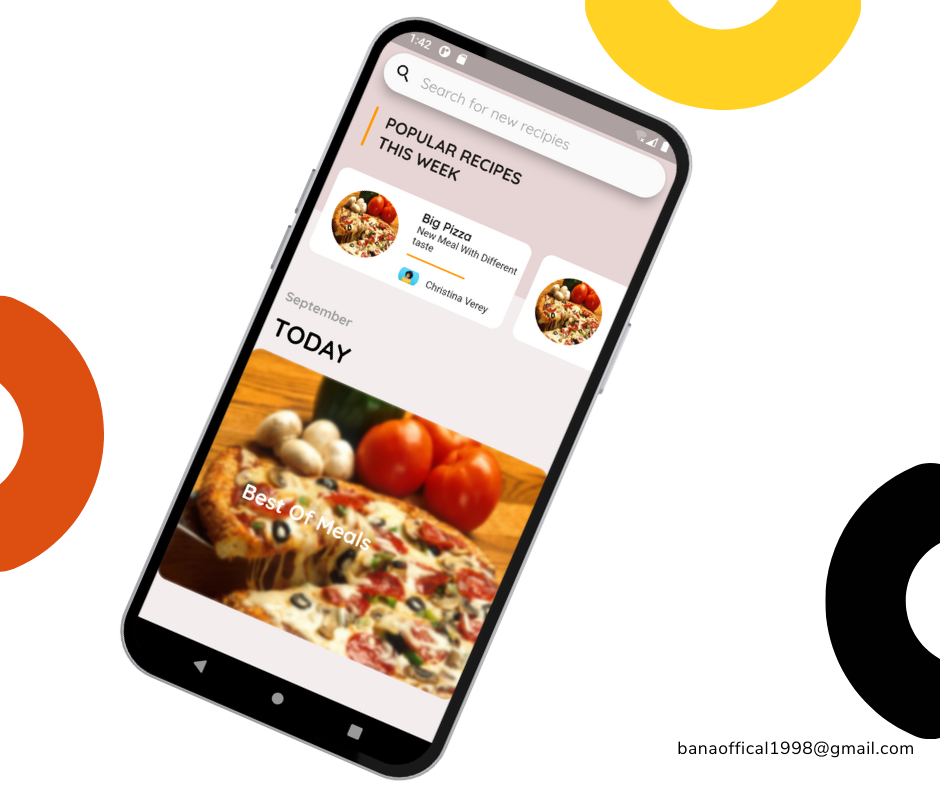 1:42
Search for new recipies
POPULAR RECIPES
THIS WEEK
Big Pizza
New Meal With Different
taste
Christina Verey
September
TODAY
Best Of Meals
banaoffical1998@gmail.com